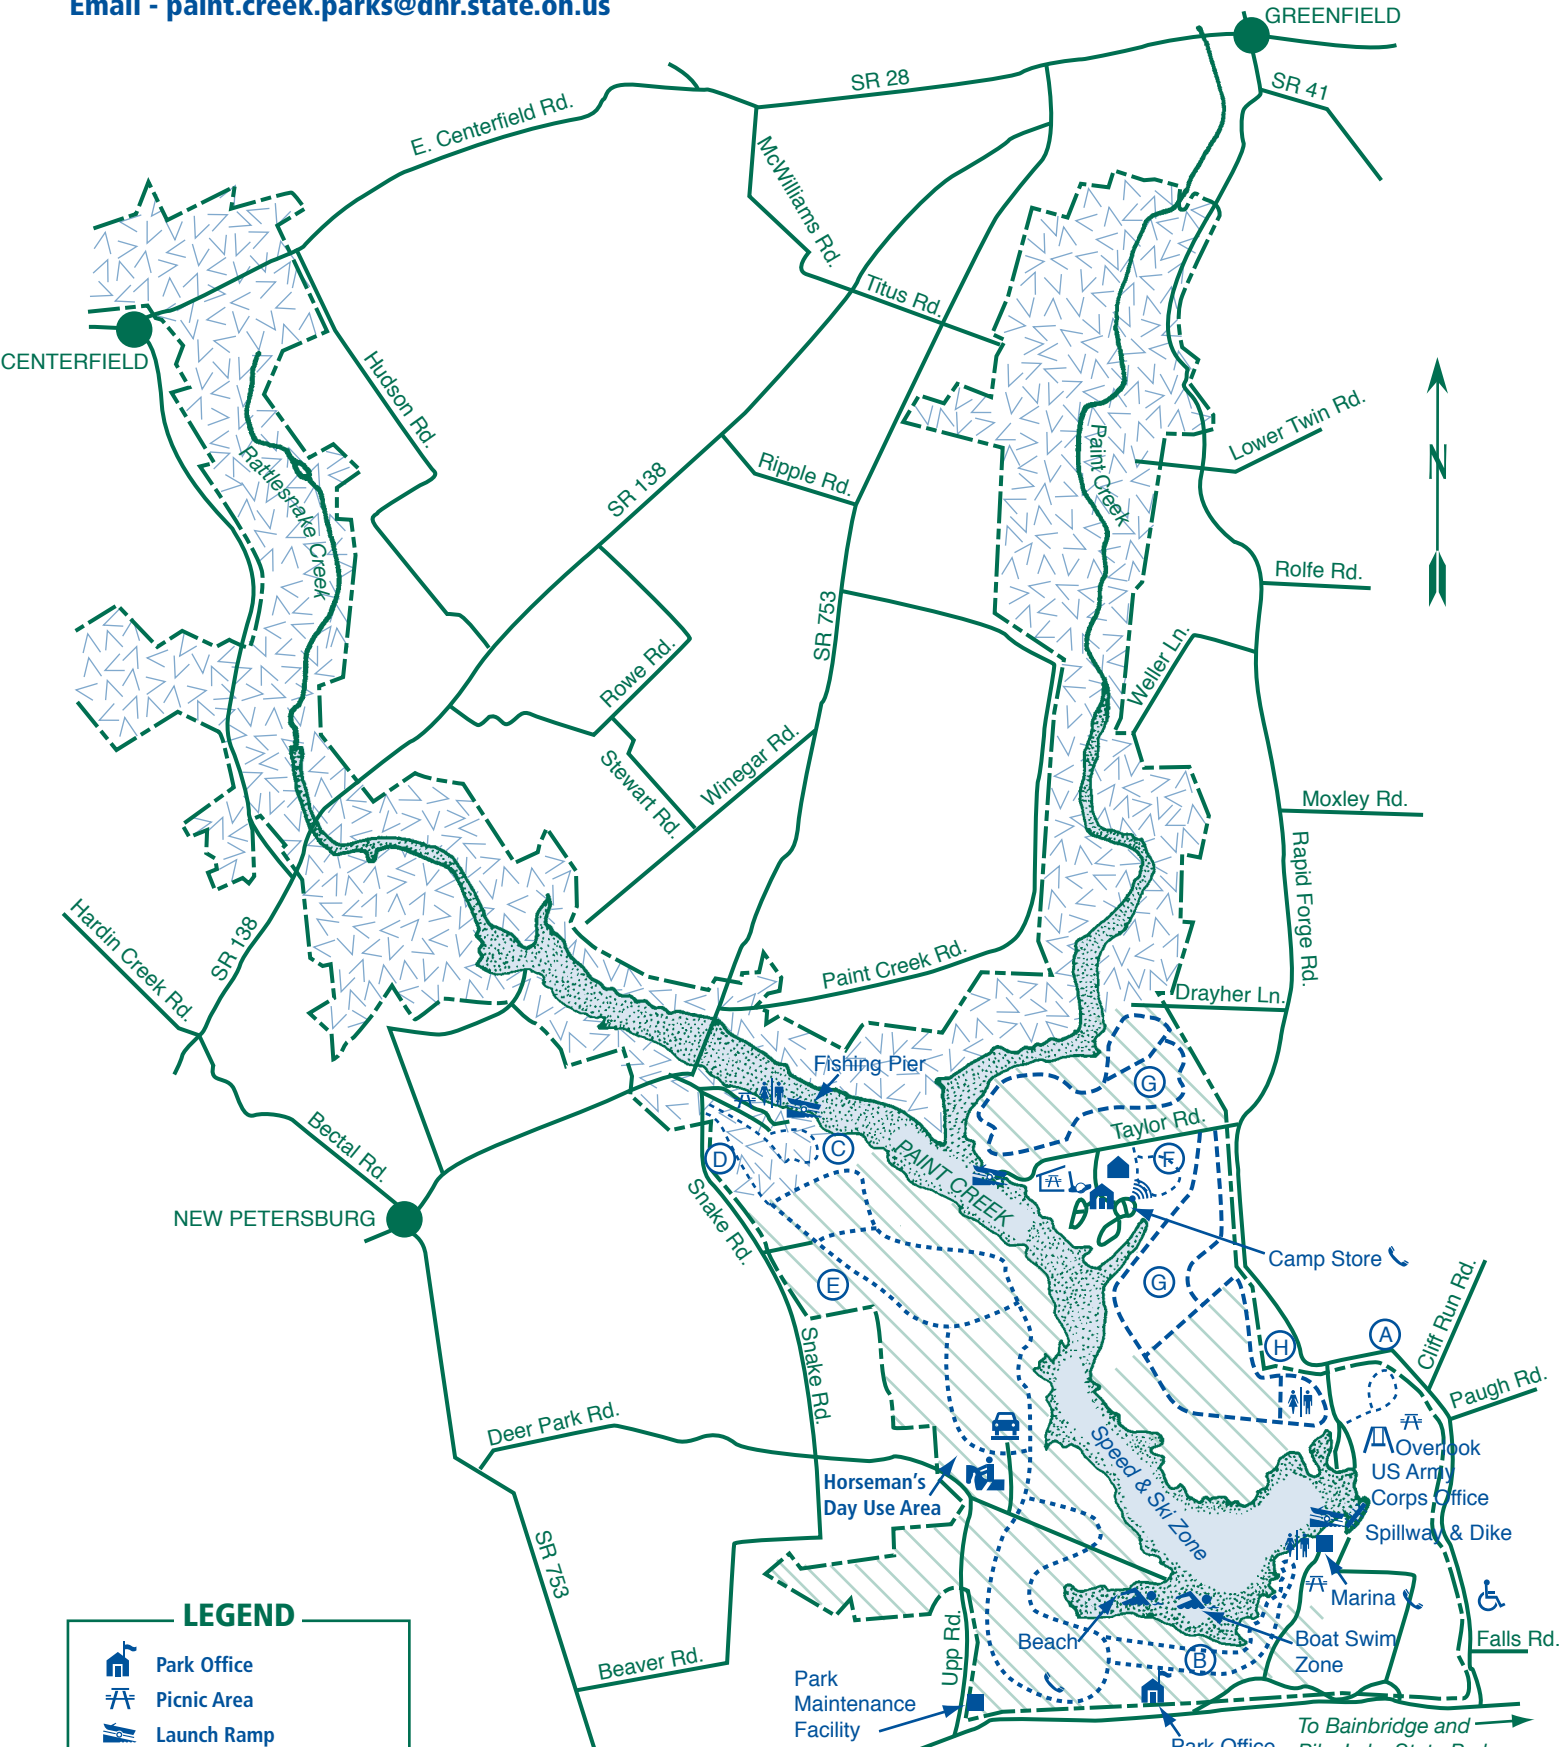 Email - paint.creek.parks@dnr.state.oh.us
GREENFIELD
SR 28
SR 41
E. Centerfield Rd.
McWilliams Rd.
Titus Rd.
CENTERFIELD
Hudson Rd.
Lower Twin Rd.
Paint Creek
Rattlesnake Creek
Ripple Rd.
SR 138
N
Rolfe Rd.
SR 753
Rowe Rd.
Weller Ln.
Stewart Rd.
Winegar Rd.
Moxley Rd.
Rapid Forge Rd.
Hardin Creek Rd.
SR 138
Paint Creek Rd.
Drayher Ln.
Fishing Pier
G
Taylor Rd.
Bectal Rd.
C
D
F
PAINT CREEK
Snake Rd.
NEW PETERSBURG
Camp Store
E
G
Cliff Run Rd.
H
A
Snake Rd.
Paugh Rd.
Deer Park Rd.
Speed & Ski Zone
Overlook
US Army
Corps Office
Horseman's
Day Use Area
Spillway & Dike
SR 753
Marina
LEGEND
Beach
Boat Swim
Zone
Falls Rd.
Upp Rd.
B
Beaver Rd.
Park Office
Picnic Area
Launch Ramp
Park
Maintenance
Facility
To Bainbridge and
Park Office